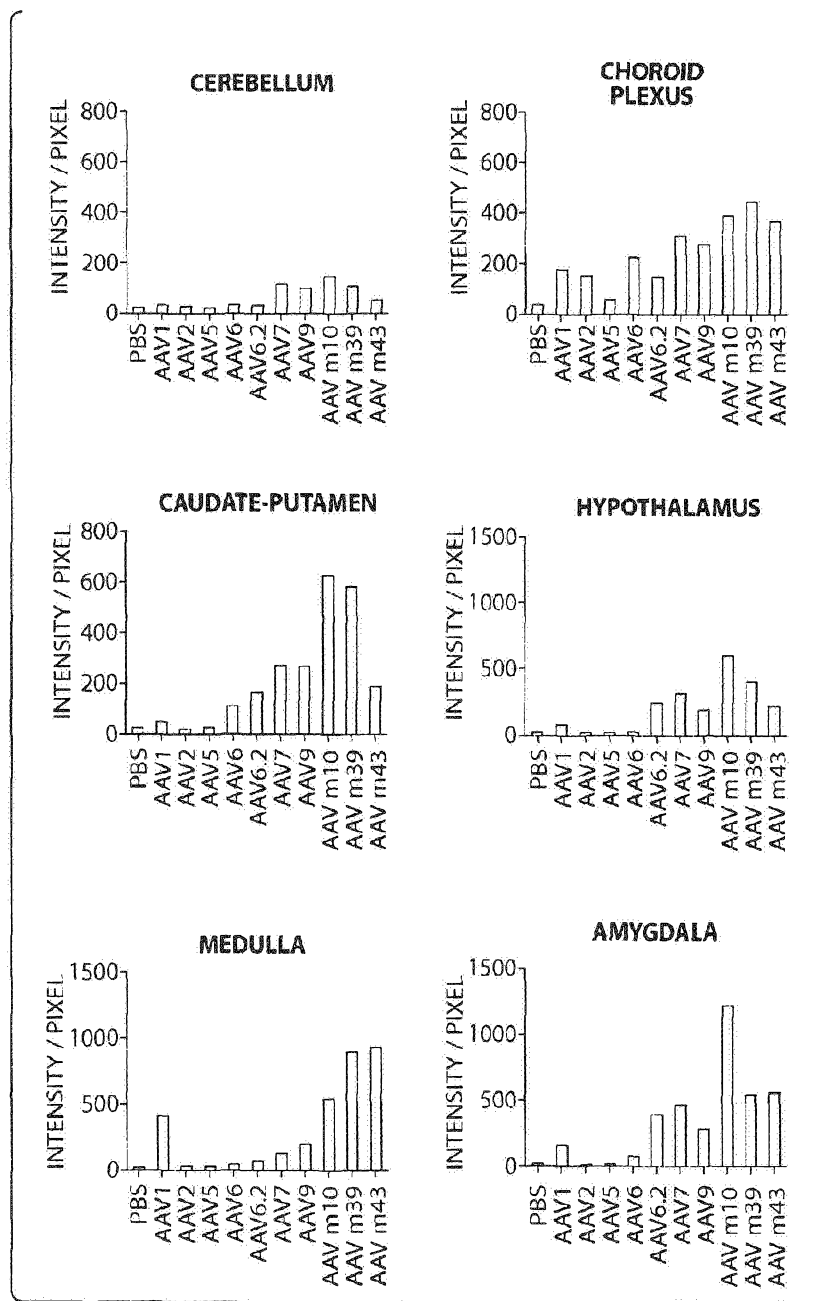 CEREBELLUM
INTENSITY / PIXEL
800
600
400
200
0
PBS
AAV1
AAV2
AAV5
AAV6
AAV6.2
AAV7
AAV9
AAV m10
AAV m39
AAV m43
CHOROID
PLEXUS
INTENSITY / PIXEL
800
600
400
200
0
PBS
AAV1
AAV2
AAV5
AAV6
AAV6.2
AAV7
AAV9
AAV m10
AAV m39
AAV m43
CAUDATE-PUTAMEN
INTENSITY / PIXEL
800
600
400
200
0
PBS
AAV1
AAV2
AAV5
AAV6
AAV6.2
AAV7
AAV9
AAV m10
AAV m39
AAV m43
HYPOTHALAMUS
INTENSITY / PIXEL
1500
1000
500
0
PBS
AAV1
AAV2
AAV5
AAV6
AAV6.2
AAV7
AAV9
AAV m10
AAV m39
AAV m43
MEDULLA
INTENSITY / PIXEL
1500
1000
500
0
PBS
AAV1
AAV2
AAV5
AAV6
AAV6.2
AAV7
AAV9
AAV m10
AAV m39
AAV m43
AMYGDALA
INTENSITY / PIXEL
1500
1000
500
0
PBS
AAV1
AAV2
AAV5
AAV6
AAV6.2
AAV7
AAV9
AAV m10
AAV m39
AAV m43